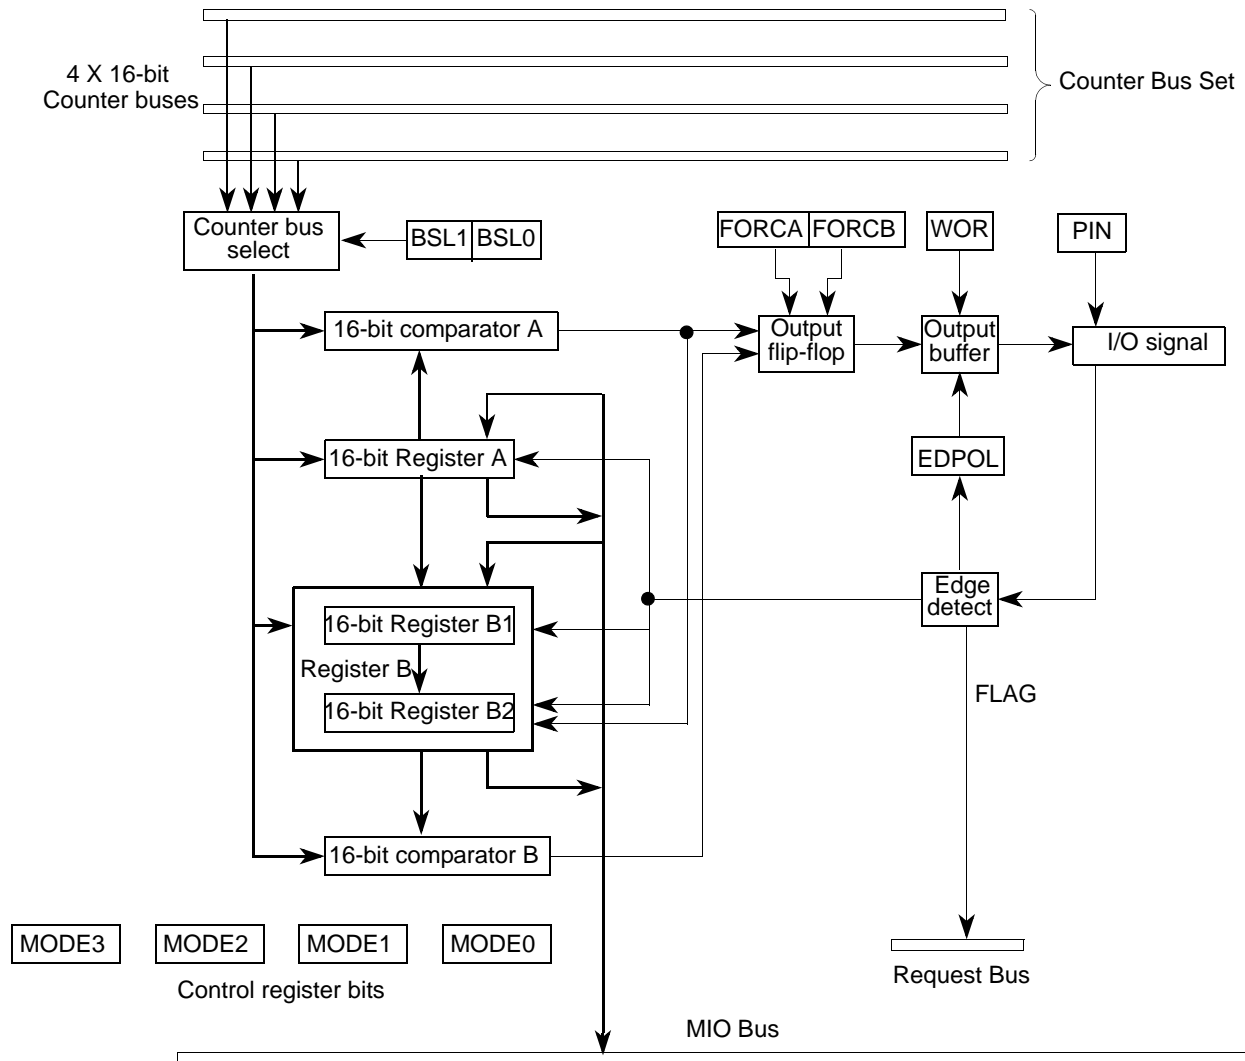 4 X 16-bit
Counter buses
Counter Bus Set
Counter bus
select
BSL1
BSL0
FORCA
FORCB
WOR
PIN
16-bit comparator A
Output
flip-flop
Output
buffer
I/O signal
16-bit Register A
EDPOL
Edge
detect
16-bit Register B1
Register B
16-bit Register B2
FLAG
16-bit comparator B
MODE3
MODE2
MODE1
MODE0
Control register bits
Request Bus
MIO Bus